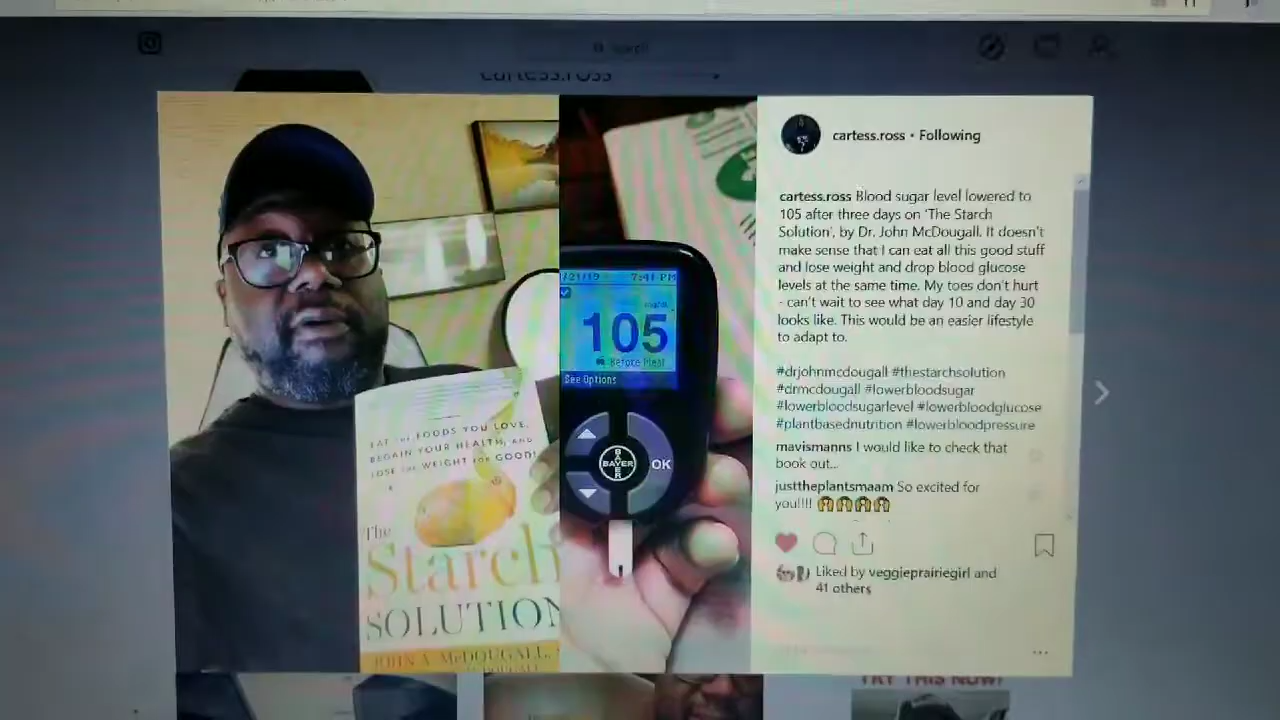 cartess.ross
EAT THE FOODS YOU LOVE,
REGAIN YOUR HEALTH, AND
LOSE THE WEIGHT FOR GOOD!
The
Starch
SOLUTION
JOHN A. McDOUGALL,
/21/19 7:41 PM
105
Before Meal
See Options
BAYER
BAYER
OK
cartess.ross • Following
cartess.ross Blood sugar level lowered to
105 after three days on 'The Starch
Solution', by Dr. John McDougall. It doesn't
make sense that I can eat all this good stuff
and lose weight and drop blood glucose
levels at the same time. My toes don't hurt
- can't wait to see what day 10 and day 30
looks like. This would be an easier lifestyle
to adapt to.
#drjohnmcdougall #thestarchsolution
#drmcdougall #lowerbloodsugar
#lowerbloodsugarlevel #lowerbloodglucose
#plantbasednutrition #lowerbloodpressure
mavismanns I would like to check that
book out...
justtheplantsmaam So excited for
you!!!!
Liked by veggieprairiegirl and
41 others
TRY THIS NOW!